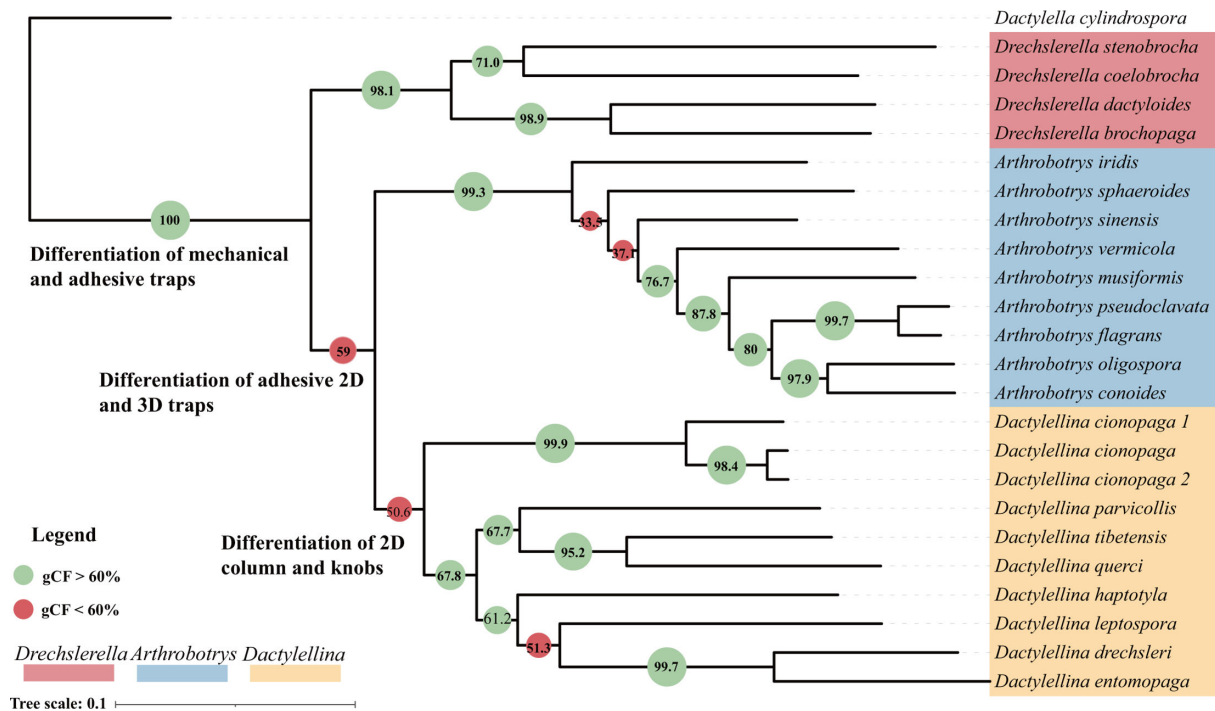 Dactylella cylindrospora
Drechslerella stenobrocha
71.0
Drechslerella coelobrocha
98.1
Drechslerella dactyloides
98.9
Drechslerella brochopaga
Arthrobotrys iridis
99.3
Arthrobotrys sphaeroides
100
33.5
Arthrobotrys sinensis
Differentiation of mechanical
and adhesive traps
37.1
Arthrobotrys vermicola
76.7
Arthrobotrys musiformis
87.8
Arthrobotrys pseudoclavata
99.7
Arthrobotrys flagrans
59
80
Arthrobotrys oligospora
Differentiation of adhesive 2D
and 3D traps
97.9
Arthrobotrys conoides
Dactylellina cionopaga 1
99.9
Dactylellina cionopaga
98.4
Dactylellina cionopaga 2
50.6
Dactylellina parvicollis
67.7
Dactylellina tibetensis
Differentiation of 2D
column and knobs
95.2
Dactylellina querci
67.8
Dactylellina haptotyla
61.2
Dactylellina leptospora
51.3
Dactylellina drechsleri
99.7
Dactylellina entomopaga
Legend
gCF > 60%
gCF < 60%
Drechslerella Arthrobotrys Dactylellina
Tree scale: 0.1